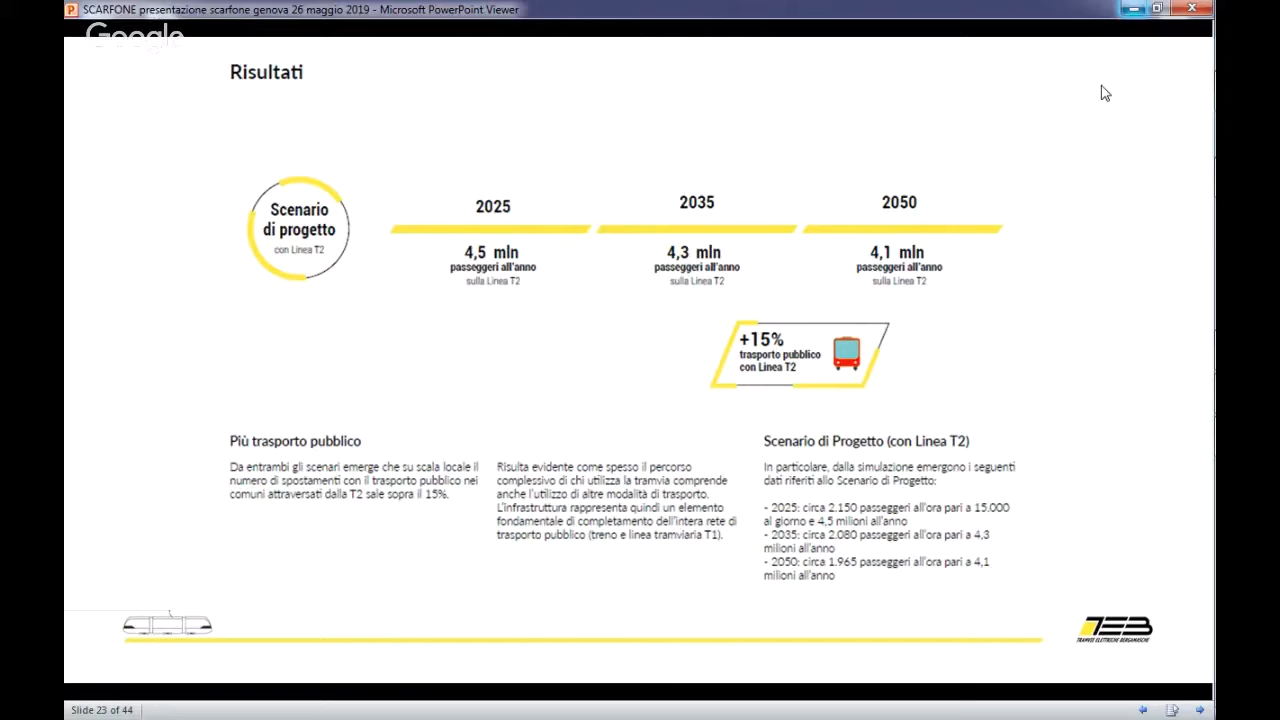 SCARFONE presentazione scarfone genova 26 maggio 2019 - Microsoft PowerPoint Viewer
Google
Risultati
Scenario
di progetto
con Linea T2
2025
4,5 mln
passeggeri all'anno
sulla Linea T2
2035
4,3 mln
passeggeri all'anno
sulla Linea T2
2050
4,1 mln
passeggeri all'anno
sulla Linea T2
+15%
trasporto pubblico
con Linea T2
Più trasporto pubblico
Da entrambi gli scenari emerge che su scala locale il
numero di spostamenti con il trasporto pubblico nei
comuni attraversati dalla T2 sale sopra il 15%.
Risulta evidente come spesso il percorso
complessivo di chi utilizza la tramvia comprende
anche l'utilizzo di altre modalità di trasporto.
L'infrastruttura rappresenta quindi un elemento
fondamentale di completamento dell'intera rete di
trasporto pubblico (treno e linea tramviaria T1).
Scenario di Progetto (con Linea T2)
In particolare, dalla simulazione emergono i seguenti
dati riferiti allo Scenario di Progetto:
- 2025: circa 2.150 passeggeri all'ora pari a 15.000
al giorno e 4,5 milioni all'anno
- 2035: circa 2.080 passeggeri all'ora pari a 4,3
milioni all'anno
- 2050: circa 1.965 passeggeri all'ora pari a 4,1
milioni all'anno
TEB
TRAMVIE ELETTRICHE BERGAMASCHE
Slide 23 of 44